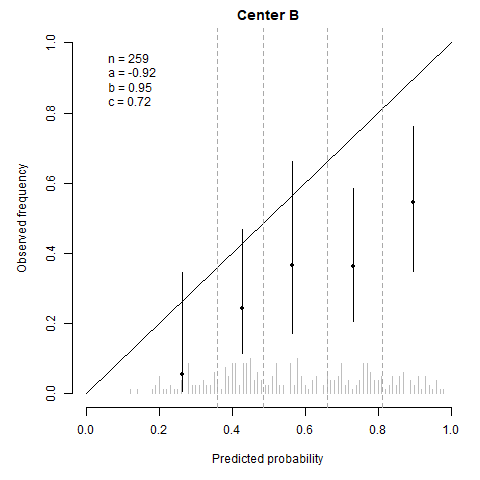 Center B
n = 259
a = -0.92
b = 0.95
c = 0.72
Observed frequency
1.0
0.8
0.6
0.4
0.2
0.0
0.0 0.2 0.4 0.6 0.8 1.0
Predicted probability